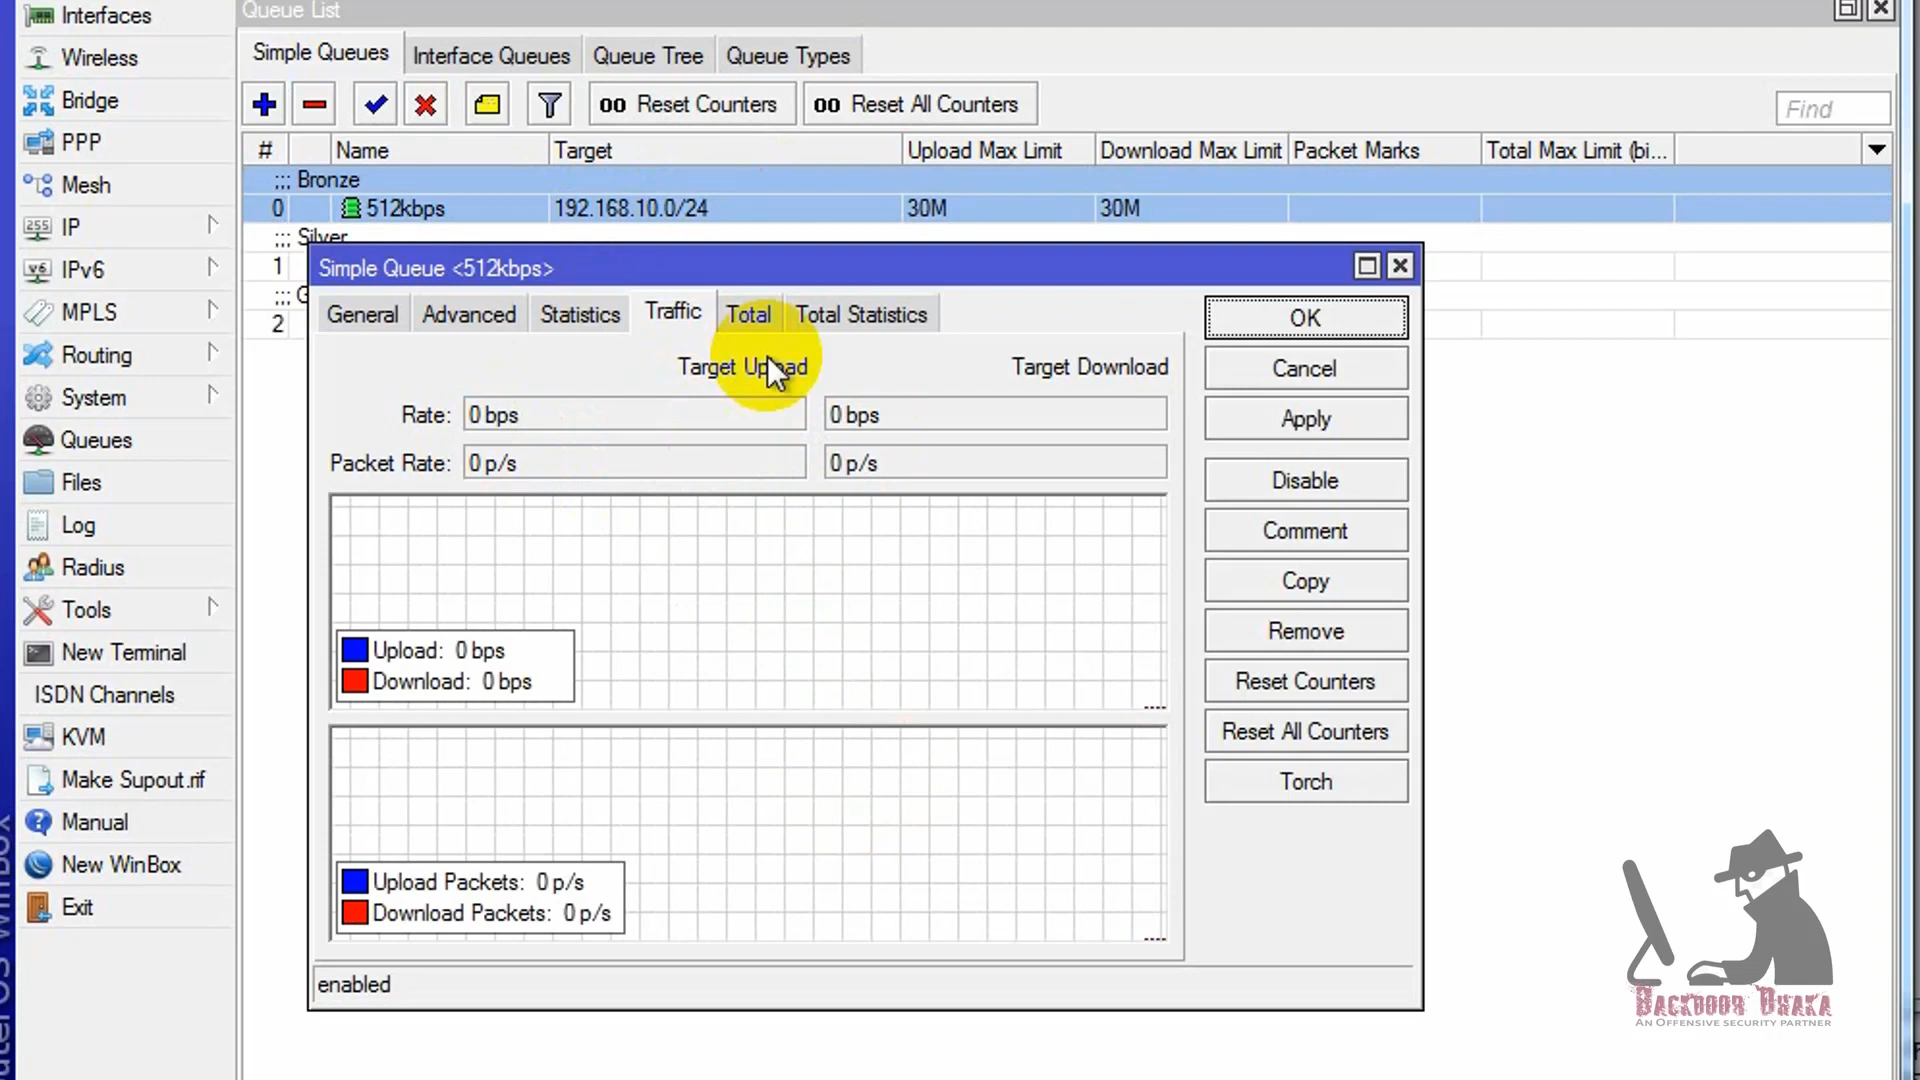 Queue List
Interfaces
Wireless
Bridge
PPP
Mesh
255 IP
v6 IPv6
MPLS
Routing
System
Queues
Files
Log
Radius
Tools
New Terminal
ISDN Channels
KVM
Make Supout.rif
Manual
New WinBox
Exit
Simple Queues Interface Queues Queue Tree Queue Types
00 Reset Counters 00 Reset All Counters Find
# Name Target Upload Max Limit Download Max Limit Packet Marks Total Max Limit (bi...
;;; Bronze
0 512kbps 192.168.10.0/24 30M 30M
;;; Silver
1
;;; G
2
Simple Queue <512kbps>
General Advanced Statistics Traffic Total Total Statistics
Target Upload Target Download
Rate: 0 bps 0 bps
Packet Rate: 0 p/s 0 p/s
Upload: 0 bps
Download: 0 bps
Upload Packets: 0 p/s
Download Packets: 0 p/s
enabled
OK
Cancel
Apply
Disable
Comment
Copy
Remove
Reset Counters
Reset All Counters
Torch
Backdoor Dhaka
An Offensive security partner